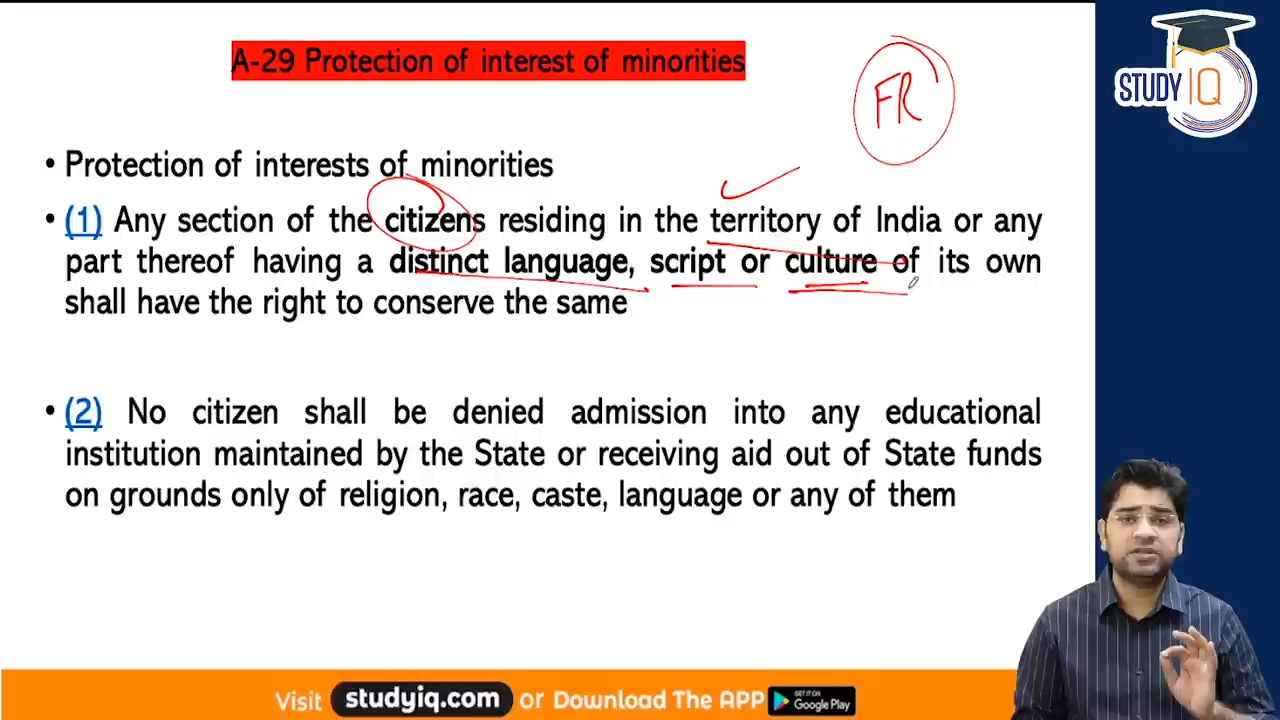 A-29 Protection of interest of minorities
FR
STUDY IQ
• Protection of interests of minorities
• (1) Any section of the citizens residing in the territory of India or any
part thereof having a distinct language, script or culture of its own
shall have the right to conserve the same
• (2) No citizen shall be denied admission into any educational
institution maintained by the State or receiving aid out of State funds
on grounds only of religion, race, caste, language or any of them
Visit studyiq.com or Download The APP GET IT ON Google Play